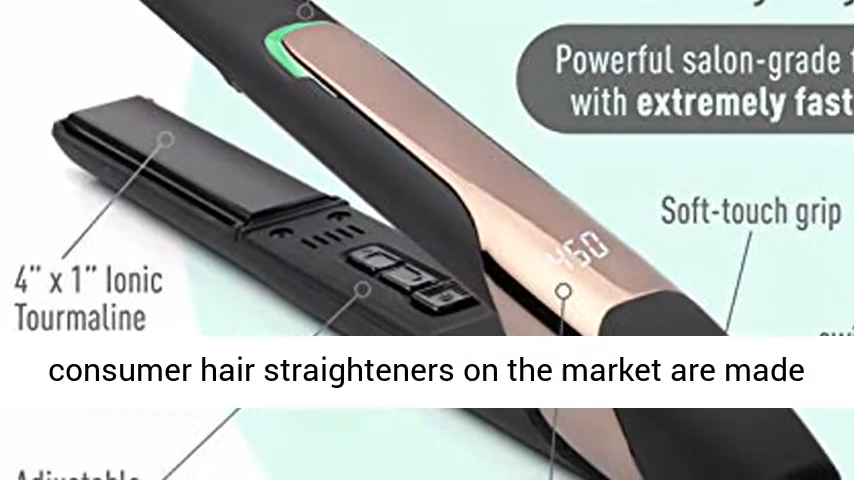 Powerful salon-grade
with extremely fast
Soft-touch grip
450
4” x 1” Ionic
Tourmaline
consumer hair straighteners on the market are made
Adjustable